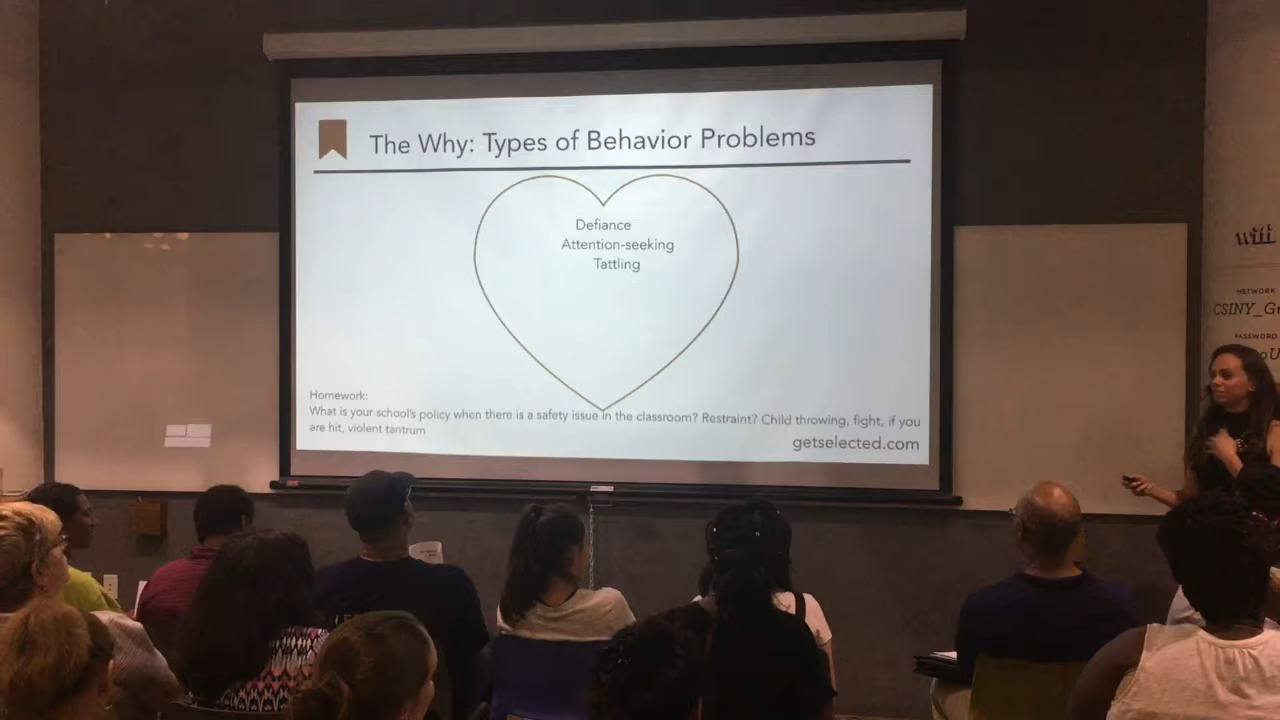 The Why: Types of Behavior Problems
Defiance
Attention-seeking
Tattling
Homework:
What is your school's policy when there is a safety issue in the classroom? Restraint? Child throwing, fight, if you
are hit, violent tantrum
getselected.com
NETWORK
PASSWORD